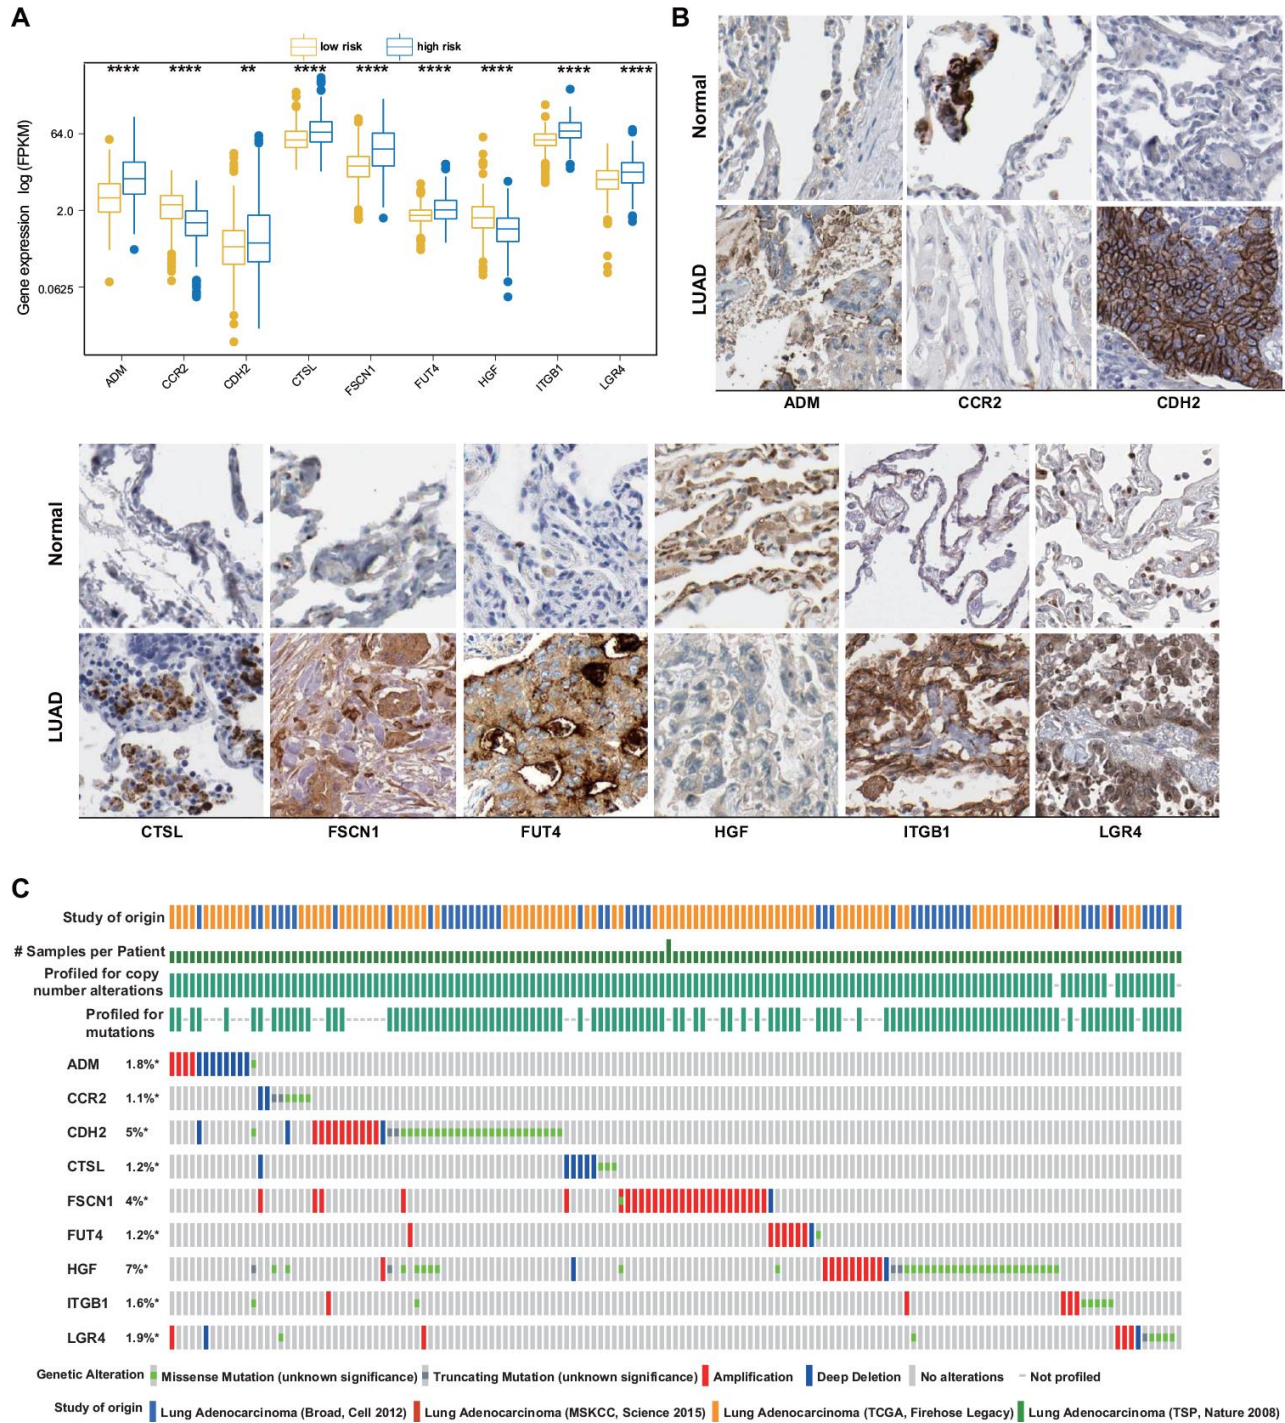 A
low risk
high risk
**** **** ** **** **** **** **** **** ****
Gene expression log (FPKM)
64.0
2.0
0.0625
ADM CCR2 CDH2 CTSL FSCN1 FUT4 HGF ITGB1 LGR4
B
Normal
LUAD
ADM CCR2 CDH2
Normal
LUAD
CTSL FSCN1 FUT4 HGF ITGB1 LGR4
C
Study of origin
# Samples per Patient
Profiled for copy
number alterations
Profiled for
mutations
ADM 1.8%*
CCR2 1.1%*
CDH2 5%*
CTSL 1.2%*
FSCN1 4%*
FUT4 1.2%*
HGF 7%*
ITGB1 1.6%*
LGR4 1.9%*
Genetic Alteration Missense Mutation (unknown significance) Truncating Mutation (unknown significance) Amplification Deep Deletion No alterations Not profiled
Study of origin Lung Adenocarcinoma (Broad, Cell 2012) Lung Adenocarcinoma (MSKCC, Science 2015) Lung Adenocarcinoma (TCGA, Firehose Legacy) Lung Adenocarcinoma (TSP, Nature 2008)